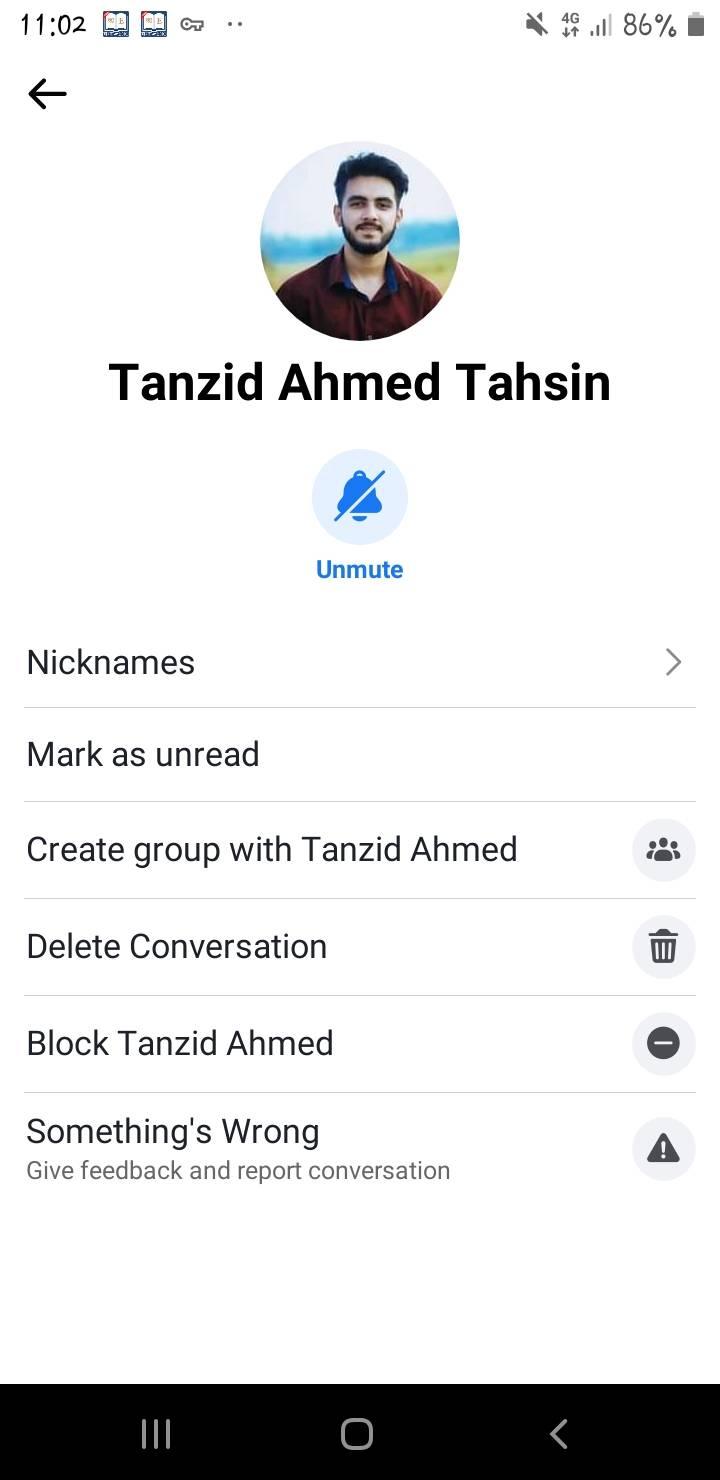 11:02
4G
86%
Tanzid Ahmed Tahsin
Unmute
Nicknames
Mark as unread
Create group with Tanzid Ahmed
Delete Conversation
Block Tanzid Ahmed
Something's Wrong
Give feedback and report conversation